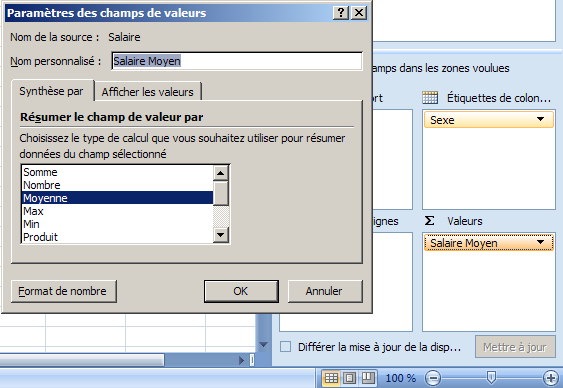 Paramètres des champs de valeurs
Nom de la source : Salaire
Nom personnalisé : Salaire Moyen
Synthèse par
Afficher les valeurs
Résumer le champ de valeur par
Choisissez le type de calcul que vous souhaitez utiliser pour résumer
données du champ sélectionné
Somme
Nombre
Moyenne
Max
Min
Produit
Format de nombre
OK
Annuler
amps dans les zones voulues
ort
Étiquettes de colon...
Sexe
ignes
Σ Valeurs
Salaire Moyen
Différer la mise à jour de la disp...
Mettre à jour
100 %